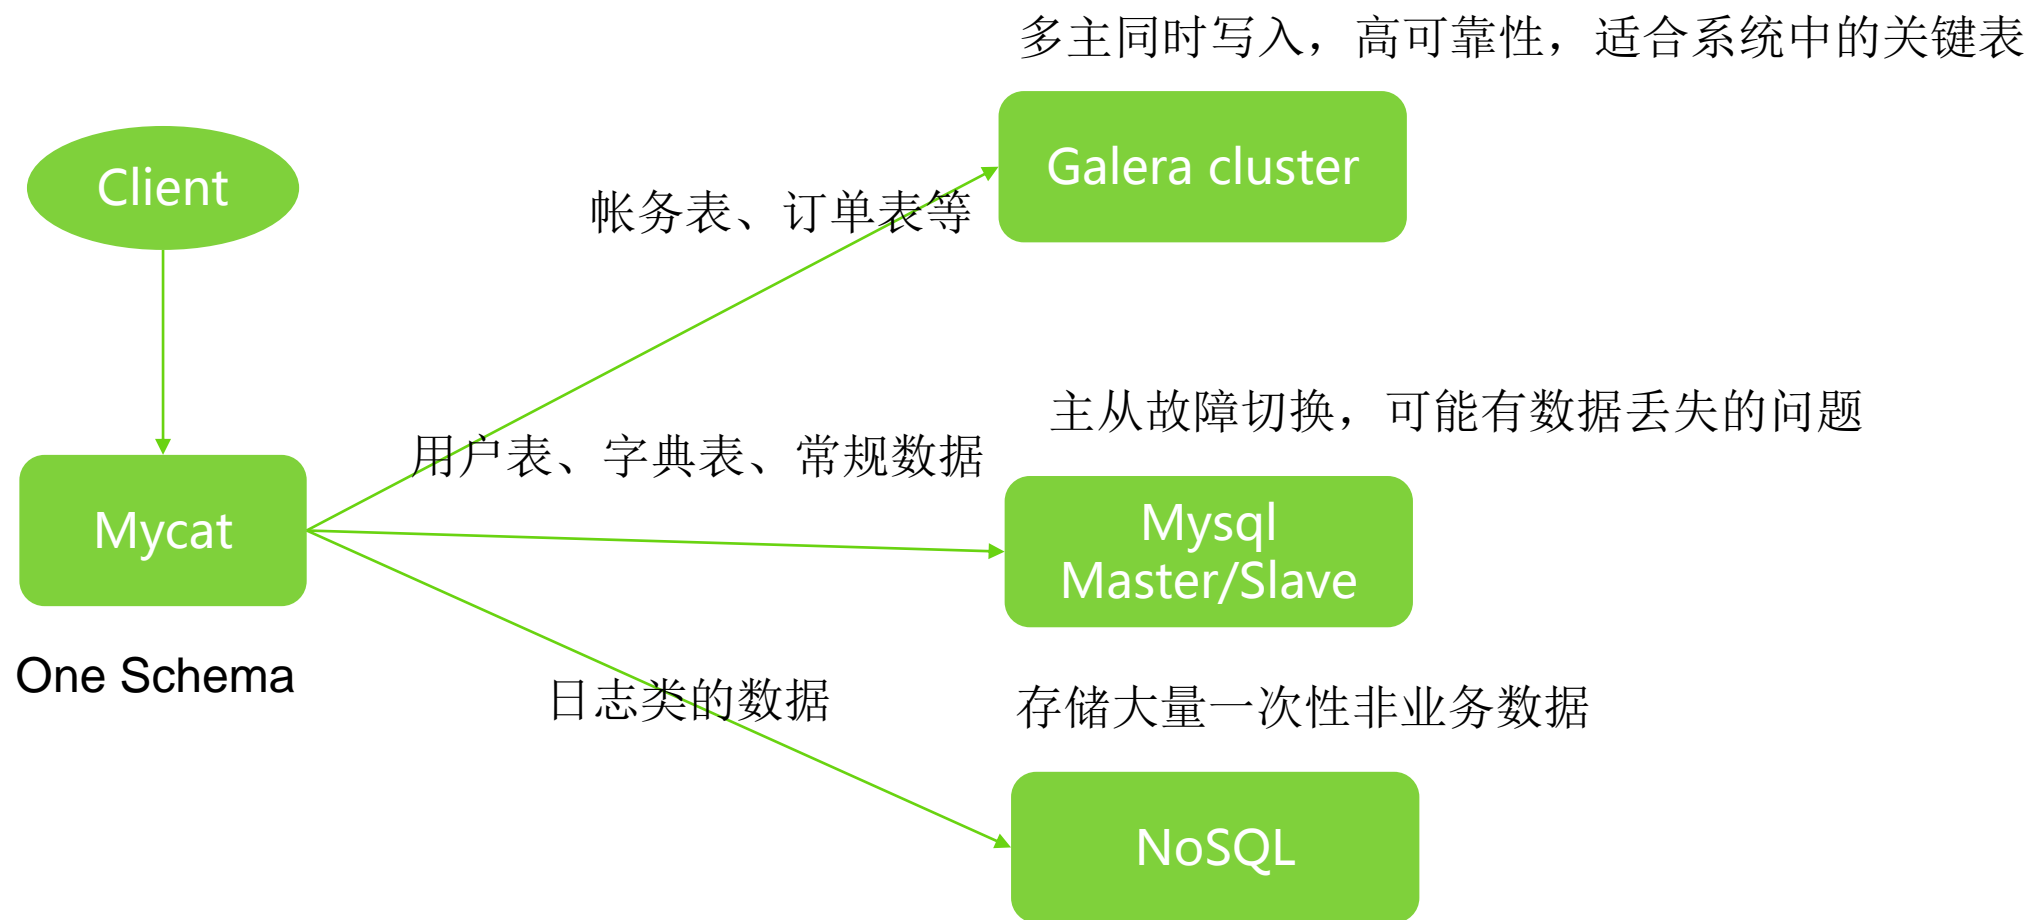 多主同时写入，高可靠性，适合系统中的关键表
Client
Galera cluster
帐务表、订单表等
主从故障切换，可能有数据丢失的问题
用户表、字典表、常规数据
Mycat
Mysql
Master/Slave
One Schema
日志类的数据
存储大量一次性非业务数据
NoSQL